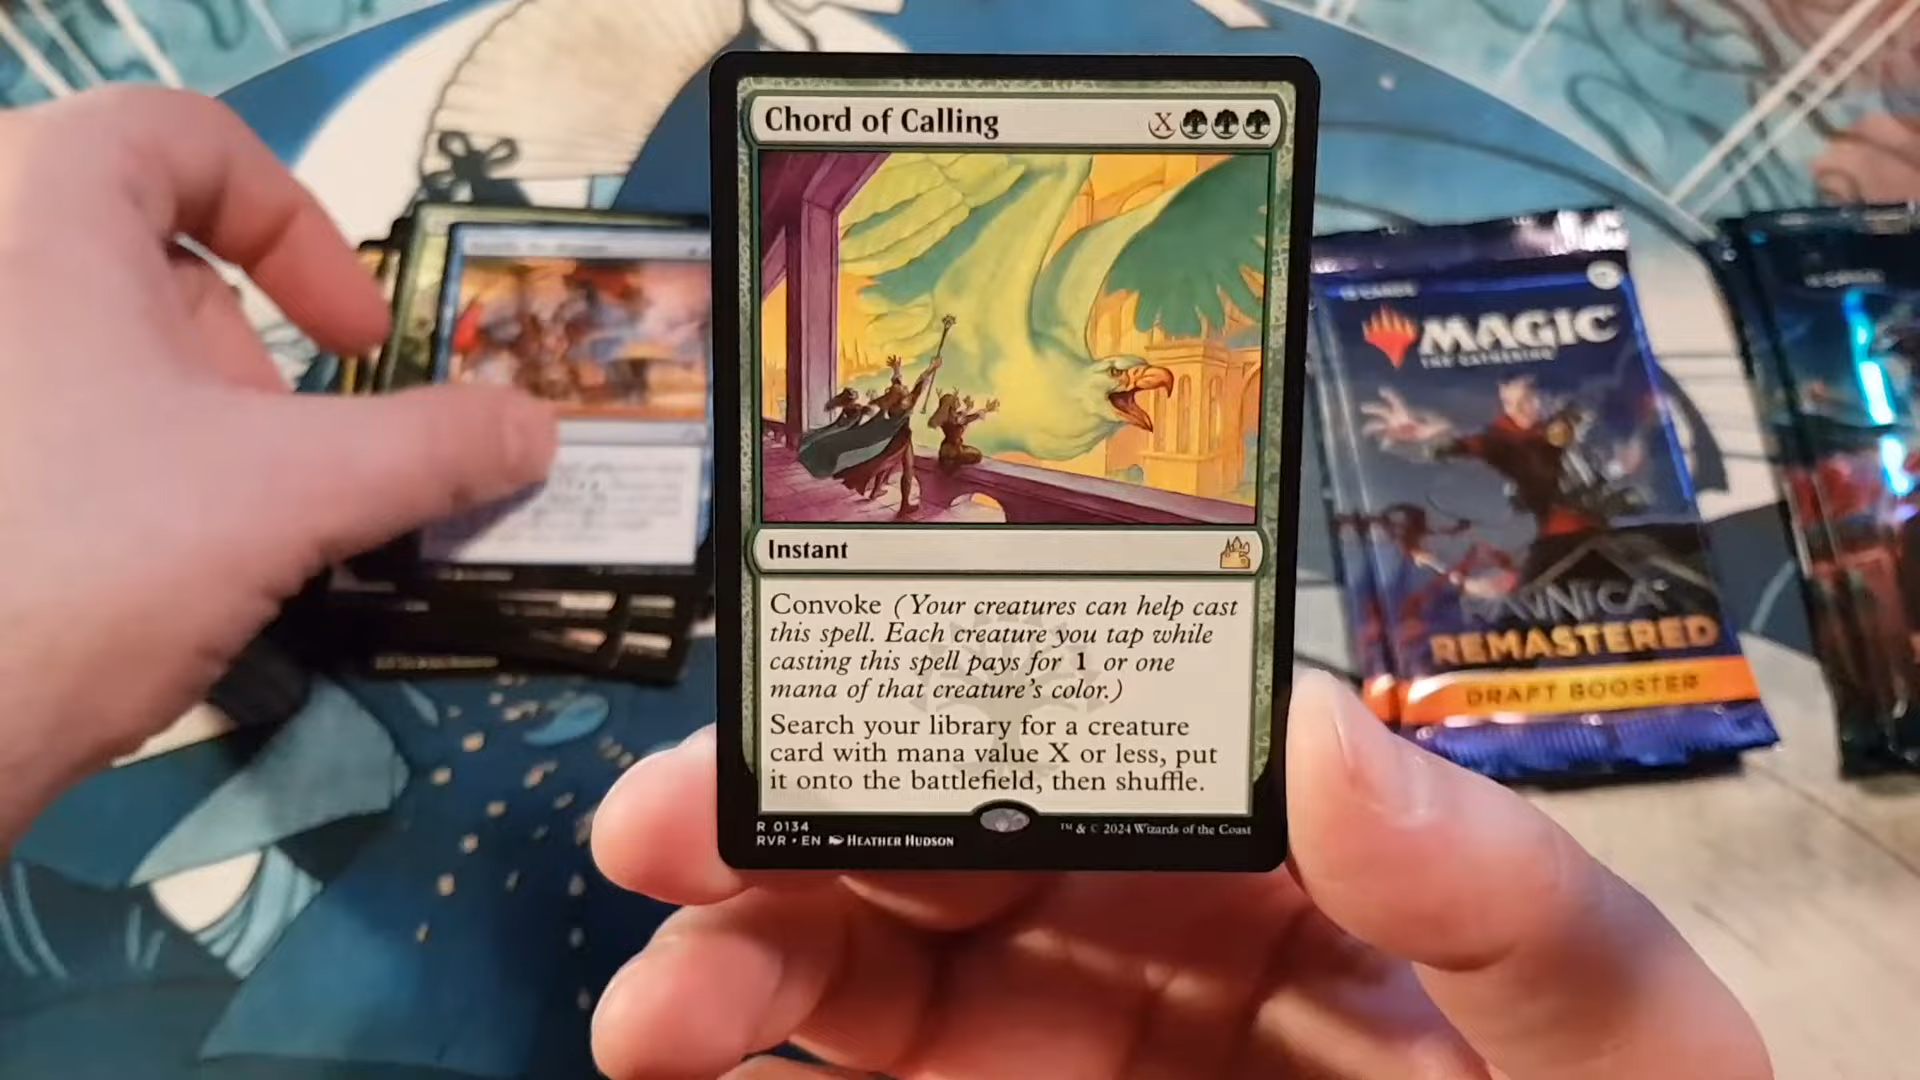 Chord of Calling
X
Instant
Convoke (Your creatures can help cast
this spell. Each creature you tap while
casting this spell pays for 1 or one
mana of that creature's color.)
Search your library for a creature
card with mana value X or less, put
it onto the battlefield, then shuffle.
R 0134
RVR • EN HEATHER HUDSON
™ & © 2024 Wizards of the Coast
MAGIC
THE GATHERING
RAVNICA
REMASTERED
DRAFT BOOSTER